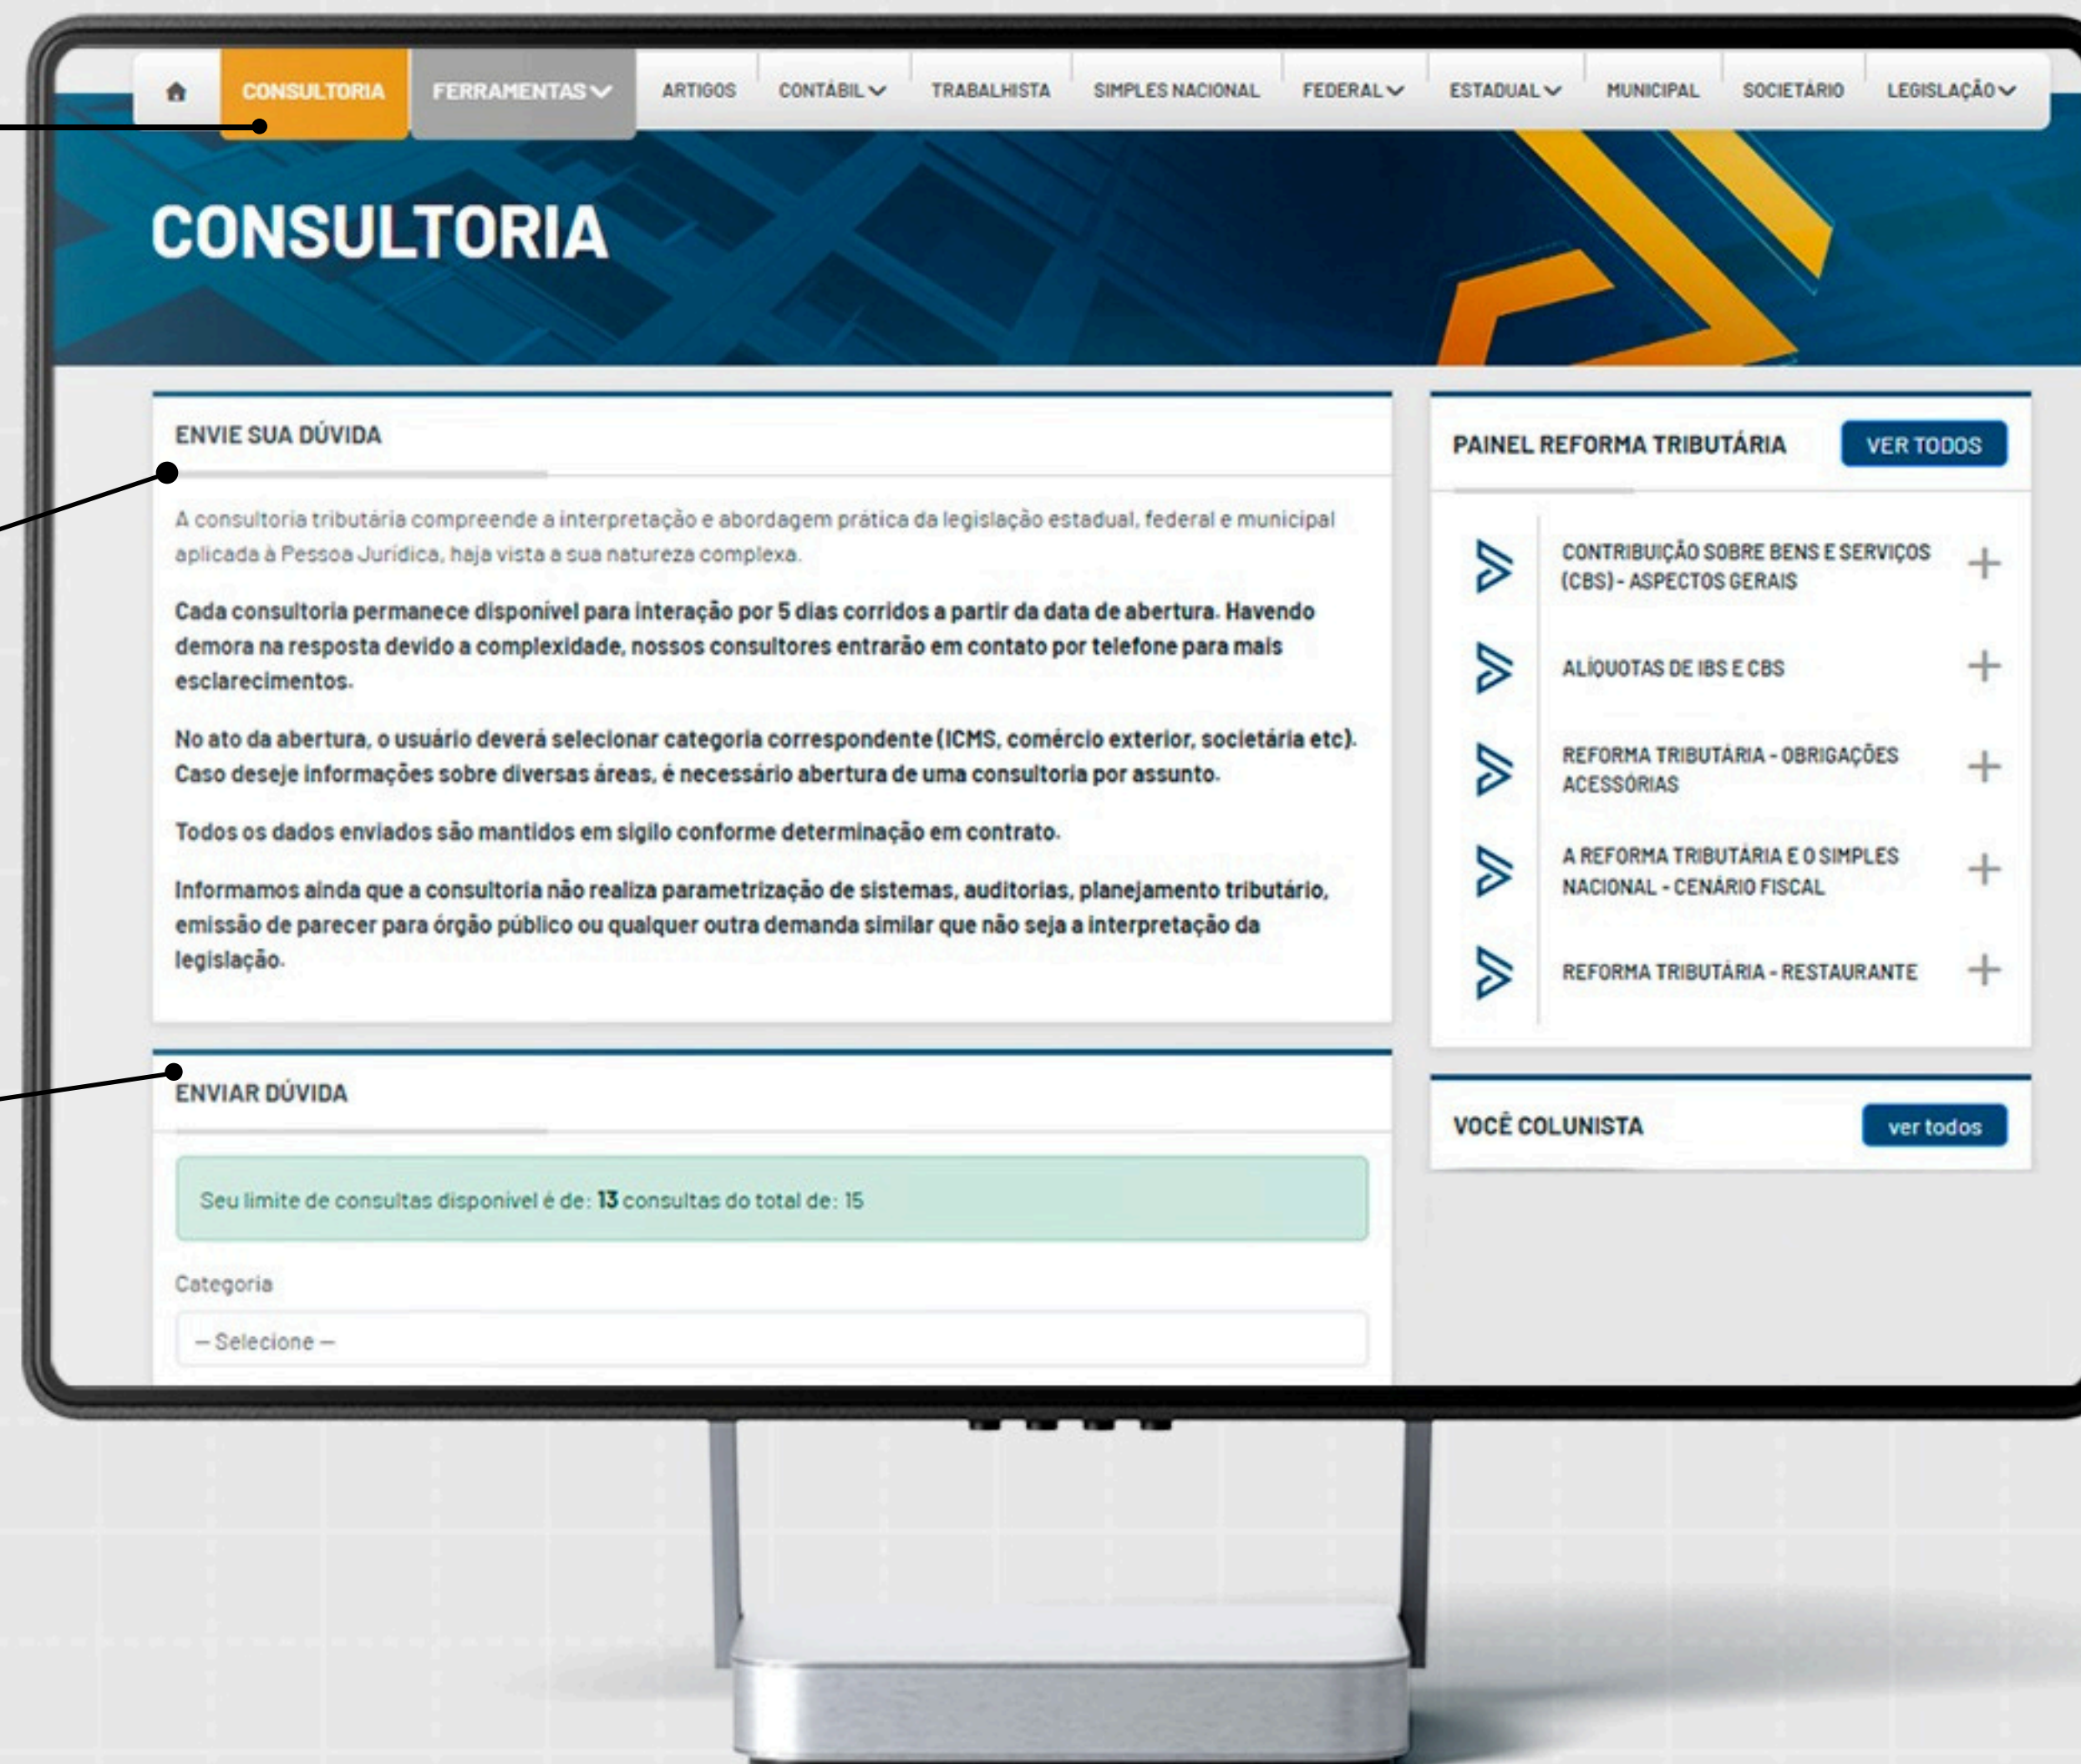 CONSULTORIA
FERRAMENTAS
ARTIGOS
CONTÁBIL
TRABALHISTA
SIMPLES NACIONAL
FEDERAL
ESTADUAL
MUNICIPAL
SOCIETÁRIO
LEGISLAÇÃO
CONSULTORIA
ENVIE SUA DÚVIDA
A consultoria tributária compreende a interpretação e abordagem prática da legislação estadual, federal e municipal
aplicada à Pessoa Jurídica, haja vista a sua natureza complexa.
Cada consultoria permanece disponível para interação por 5 dias corridos a partir da data de abertura. Havendo
demora na resposta devido a complexidade, nossos consultores entrarão em contato por telefone para mais
esclarecimentos.
No ato da abertura, o usuário deverá selecionar categoria correspondente (ICMS, comércio exterior, societária etc).
Caso deseje informações sobre diversas áreas, é necessário abertura de uma consultoria por assunto.
Todos os dados enviados são mantidos em sigilo conforme determinação em contrato.
Informamos ainda que a consultoria não realiza parametrização de sistemas, auditorias, planejamento tributário,
emissão de parecer para órgão público ou qualquer outra demanda similar que não seja a interpretação da
legislação.
ENVIAR DÚVIDA
Seu limite de consultas disponível é de: 13 consultas do total de: 15
Categoria
— Selecione —
PAINEL REFORMA TRIBUTÁRIA
VER TODOS
CONTRIBUIÇÃO SOBRE BENS E SERVIÇOS
(CBS) - ASPECTOS GERAIS
ALÍQUOTAS DE IBS E CBS
REFORMA TRIBUTÁRIA - OBRIGAÇÕES
ACESSÓRIAS
A REFORMA TRIBUTÁRIA E O SIMPLES
NACIONAL - CENÁRIO FISCAL
REFORMA TRIBUTÁRIA - RESTAURANTE
VOCÊ COLUNISTA
ver todos